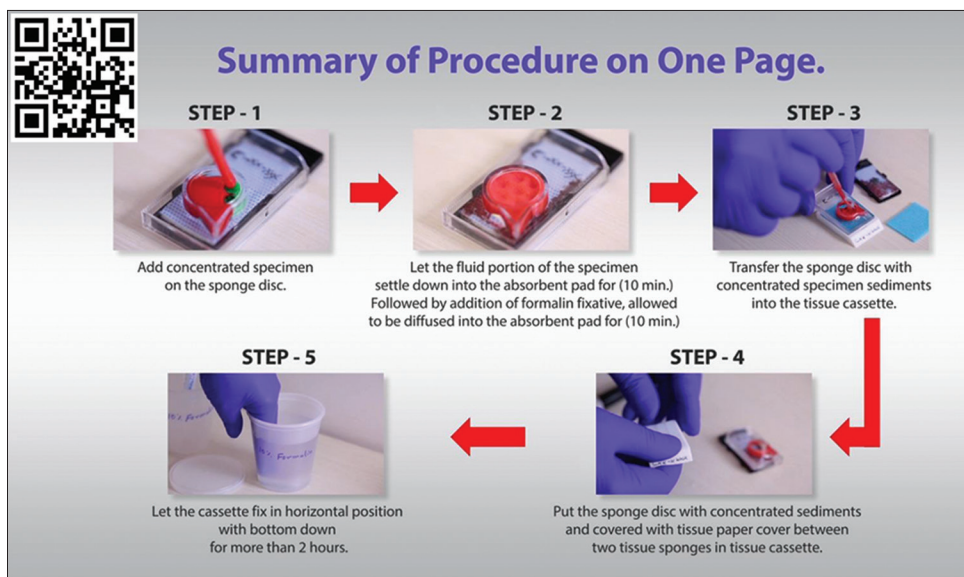 Summary of Procedure on One Page.
STEP - 1
Add concentrated specimen
on the sponge disc.
STEP - 2
Let the fluid portion of the specimen
settle down into the absorbent pad for (10 min.)
Followed by addition of formalin fixative, allowed
to be diffused into the absorbent pad for (10 min.)
STEP - 3
Transfer the sponge disc with
concentrated specimen sediments
into the tissue cassette.
STEP - 4
Put the sponge disc with concentrated sediments
and covered with tissue paper cover between
two tissue sponges in tissue cassette.
STEP - 5
Formalin
Let the cassette fix in horizontal position
with bottom down
for more than 2 hours.